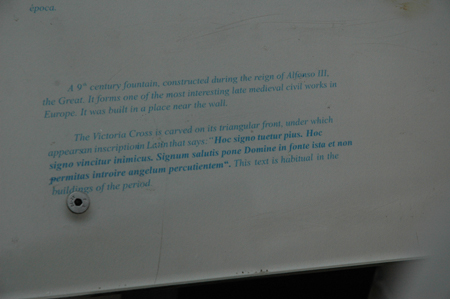 época.
A 9th century fountain, constructed during the reign of Alfonso III,
the Great. It forms one of the most interesting late medieval civil works in
Europe. It was built in a place near the wall.
The Victoria Cross is carved on its triangular front, under which
appears an inscription in Latin that says: "Hoc signo tuetur pius. Hoc
signo vincitur inimicus. Signum salutis pone Domine in fonte ista et non
permitas introire angelum percutientem". This text is habitual in the
buildings of the period.